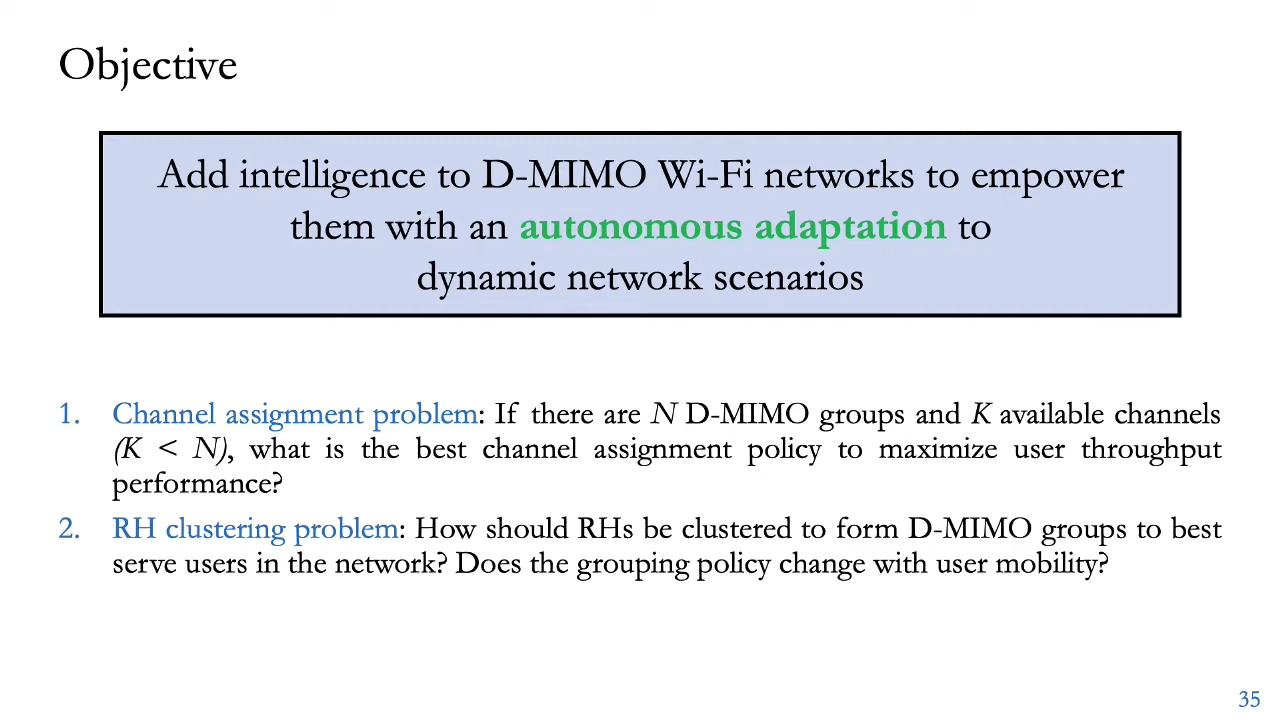 Objective
Add intelligence to D-MIMO Wi-Fi networks to empower
them with an autonomous adaptation to
dynamic network scenarios
1. Channel assignment problem: If there are N D-MIMO groups and K available channels
(K < N), what is the best channel assignment policy to maximize user throughput
performance?
2. RH clustering problem: How should RHs be clustered to form D-MIMO groups to best
serve users in the network? Does the grouping policy change with user mobility?
35